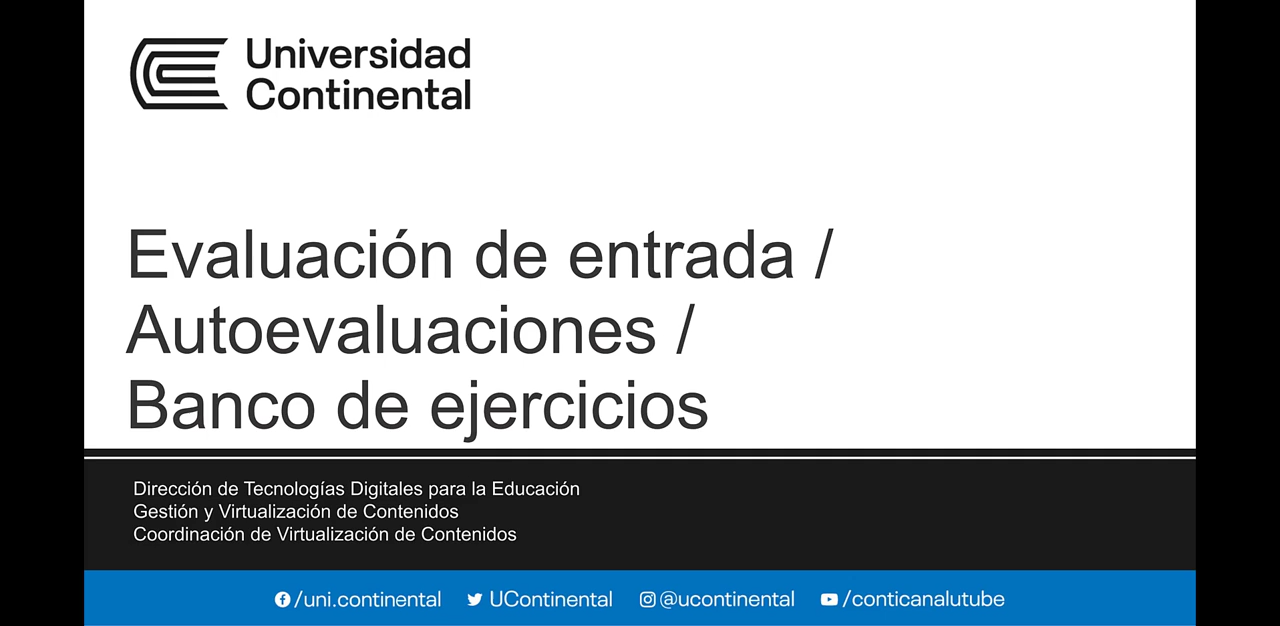 Universidad
Continental
Evaluación de entrada /
Autoevaluaciones /
Banco de ejercicios
Dirección de Tecnologías Digitales para la Educación
Gestión y Virtualización de Contenidos
Coordinación de Virtualización de Contenidos
/uni.continental UContinental @ucontinental /conticanalutube